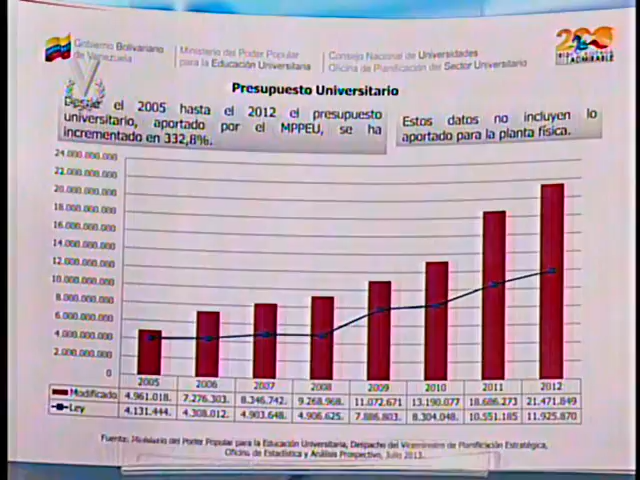 Gobierno Bolivariano
de Venezuela
Ministerio del Poder Popular
para la Educación Universitaria
Consejo Nacional de Universidades
Oficina de Planificación del Sector Universitario
200
ADMIRABLE
Presupuesto Universitario
Desde el 2005 hasta el 2012 el presupuesto
universitario, aportado por el MPPEU, se ha
incrementado en 332,8%.
Estos datos no incluyen lo
aportado para la planta física.
24.000.000.000
22.000.000.000
20.000.000.000
18.000.000.000
16.000.000.000
14.000.000.000
12.000.000.000
10.000.000.000
8.000.000.000
6.000.000.000
4.000.000.000
2.000.000.000
0
2005 2006 2007 2008 2009 2010 2011 2012
Modificado 4.961.018. 7.276.303. 8.346.742. 9.268.968. 11.072.671 13.190.077 18.686.273 21.471.849
Ley 4.131.444. 4.308.012. 4.903.648. 4.906.625. 7.886.803. 8.304.048. 10.551.185 11.925.870
Fuente: Ministerio del Poder Popular para la Educación Universitaria, Despacho del Viceministro de Planificación Estratégica,
Oficina de Estadística y Análisis Prospectivo, Julio 2013.